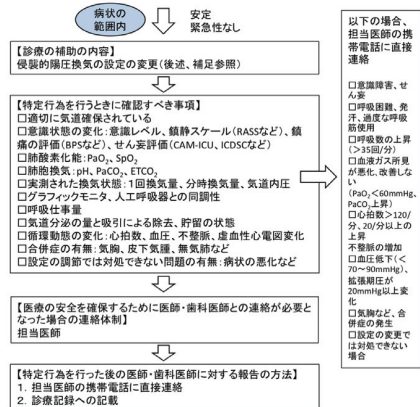 病状の
範囲内
安定
緊急性なし
【診療の補助の内容】
侵襲的陽圧換気の設定の変更(後述、補足参照)
【特定行為を行うときに確認すべき事項】
□適切に気道確保されている
□意識状態の変化:意識レベル、鎮静スケール(RASSなど)、鎮
痛の評価(BPSなど)、せん妄評価(CAM-ICU、ICDSCなど)
□肺酸素化能:PaO₂、SpO₂
□肺胞換気:pH、PaCO₂、ETCO₂
□実測された換気状態:1回換気量、分時換気量、気道内圧
□グラフィックモニタ、人工呼吸器との同調性
□呼吸仕事量
□気道分泌の量と吸引による除去、貯留の状態
□循環動態の変化:心拍数、血圧、不整脈、虚血性心電図変化
□合併症の有無:気胸、皮下気腫、無気肺など
□設定の調節では対処できない問題の有無:病状の悪化など
【医療の安全を確保するために医師・歯科医師との連絡が必要と
なった場合の連絡体制】
担当医師
【特定行為を行った後の医師・歯科医師に対する報告の方法】
1. 担当医師の携帯電話に直接連絡
2. 診療記録への記載
以下の場合、
担当医師の携
帯電話に直接
連絡
□意識障害、せ
ん妄
□呼吸困難、発
汗、過度な呼吸
筋使用
□呼吸数の上昇
(>35回/分)
□血液ガス所見
が悪化、改善しな
い
(PaO₂<60mmHg、
PaCO₂上昇)
□心拍数>120/
分、20/分以上の
上昇
不整脈の増加
□血圧低下(<
70~90mmHg)、
拡張期圧が
20mmHg以上変
化
□気胸など、合
併症の発生
□設定の変更で
は対処できない
場合